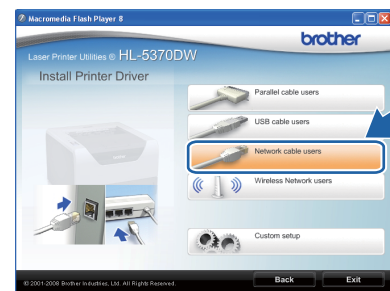 Macromedia Flash Player 8
brother
Laser Printer Utilities ® HL-5370DW
Install Printer Driver
Parallel cable users
USB cable users
Network cable users
Wireless Network users
Custom setup
© 2001-2008 Brother Industries, Ltd. All Rights Reserved.
Back
Exit